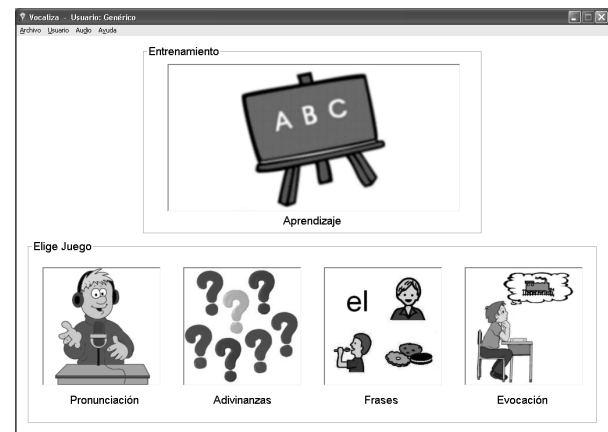 Vocaliza - Usuario: Genérico
Archivo Usuario Audio Ayuda
Entrenamiento
A B C
Aprendizaje
Elige Juego
el
Pronunciación Adivinanzas Frases Evocación